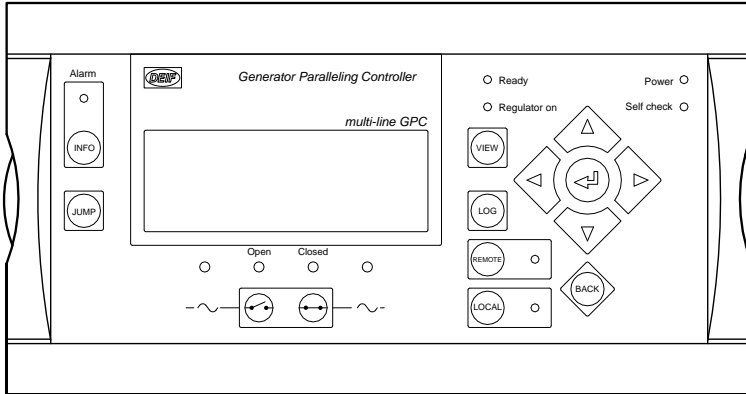 Alarm
DEIF
Generator Paralleling Controller
Ready
Power
Regulator on
Self check
multi-line GPC
INFO
VIEW
JUMP
LOG
Open
Closed
REMOTE
BACK
LOCAL